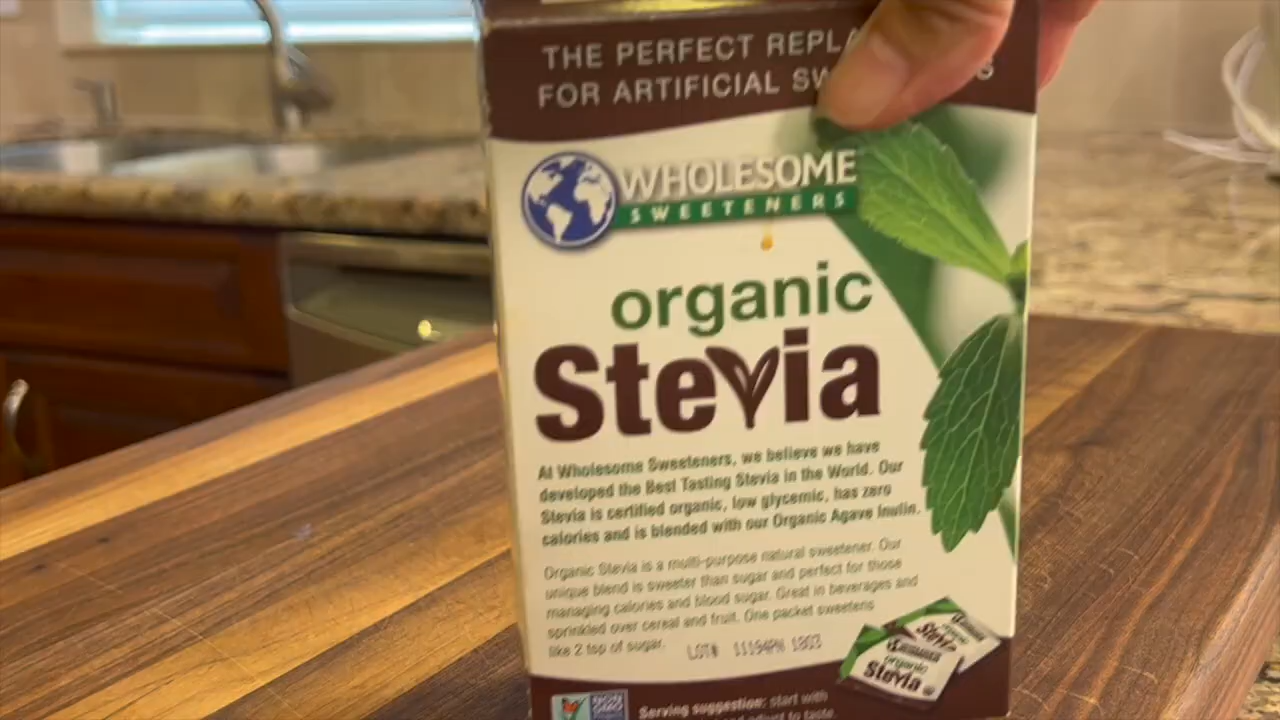 THE PERFECT
FOR ARTIFICIAL
WHOLESOME
SWEETENERS
organic
Stevia
At Wholesome Sweeteners, we believe we have
developed the Best Tasting Stevia in the World. Our
Stevia is certified organic, low glycemic, has zero
calories and is blended with our Organic Agave Inulin.
Organic Stevia is a multi-purpose natural sweetener. Our
unique blend is sweeter than sugar and perfect for those
managing calories and blood sugar. Great in beverages and
sprinkled over cereal and fruit. One packet sweetens
like 2 tsp of sugar.
LOT#
organic
Stevia
Serving suggestion: start with
and adjust to taste.